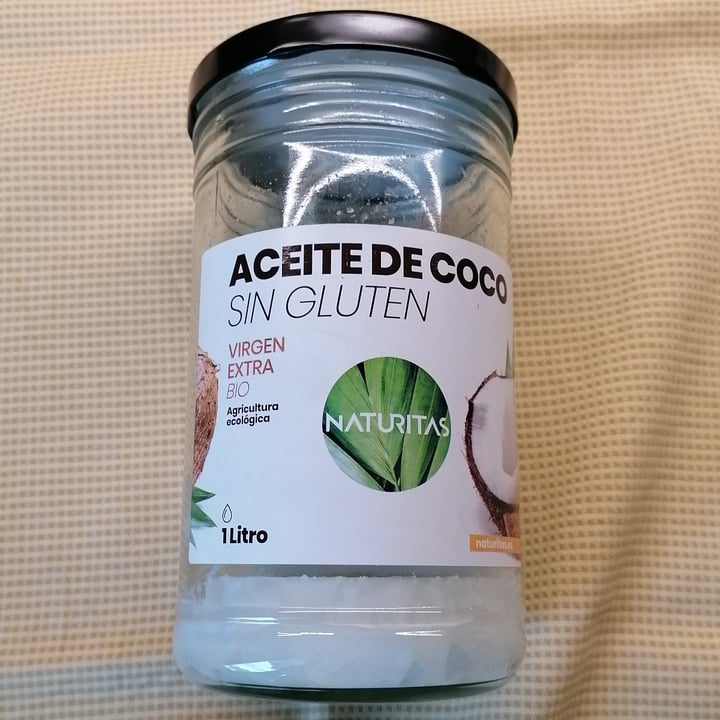 ACEITE DE COCO
SIN GLUTEN
VIRGEN
EXTRA
BIO
Agricultura
ecológica
NATURITAS
1 Litro